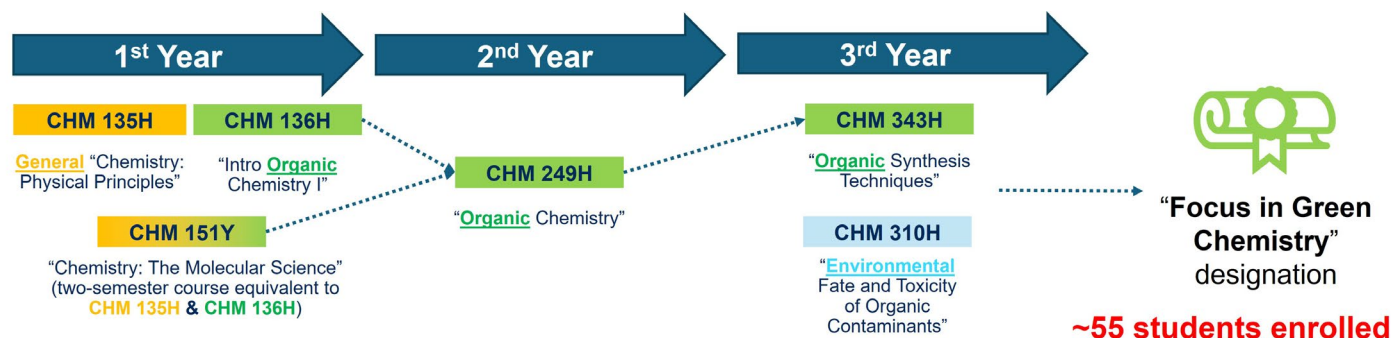 1st Year
2nd Year
3rd Year
CHM 135H
General “Chemistry:
Physical Principles”
CHM 136H
“Intro Organic
Chemistry I”
CHM 151Y
“Chemistry: The Molecular Science”
(two-semester course equivalent to
CHM 135H & CHM 136H)
CHM 249H
“Organic Chemistry”
CHM 343H
“Organic Synthesis
Techniques”
CHM 310H
“Environmental
Fate and Toxicity
of Organic
Contaminants”
“Focus in Green
Chemistry”
designation
~55 students enrolled